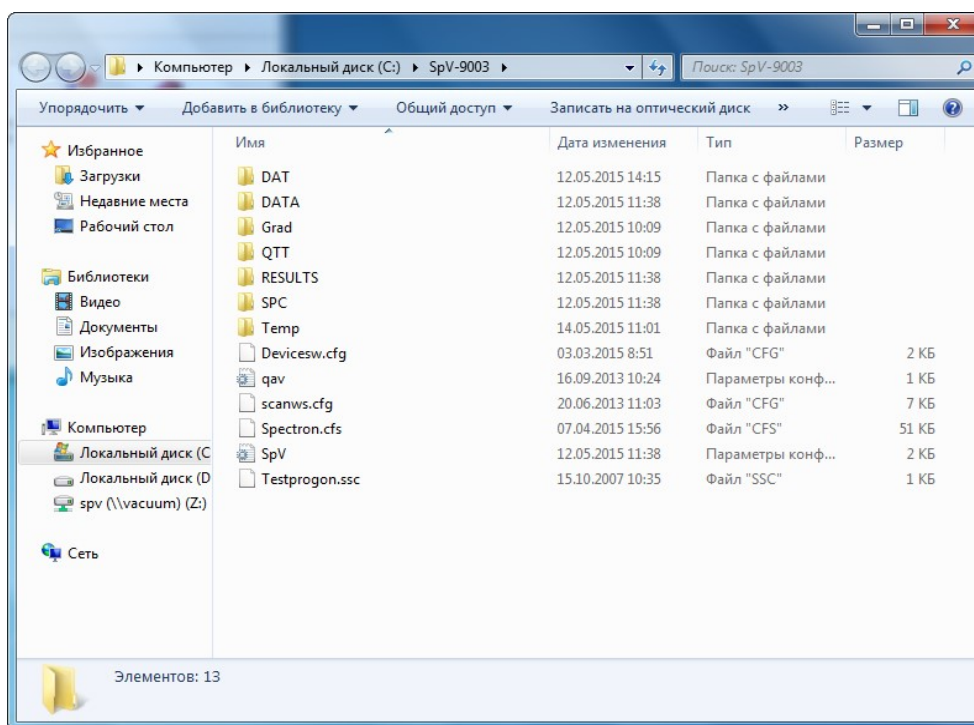 Компьютер ▸ Локальный диск (C:) ▸ SpV-9003 ▸ Поиск: SpV-9003
Упорядочить Добавить в библиотеку Общий доступ Записать на оптический диск »
Имя Дата изменения Тип Размер
Избранное
Загрузки
Недавние места
Рабочий стол
Библиотеки
Видео
Документы
Изображения
Музыка
Компьютер
Локальный диск (C
Локальный диск (D
spv (\\vacuum) (Z:)
Сеть
DAT 12.05.2015 14:15 Папка с файлами
DATA 12.05.2015 11:38 Папка с файлами
Grad 12.05.2015 10:09 Папка с файлами
QTT 12.05.2015 10:09 Папка с файлами
RESULTS 12.05.2015 11:38 Папка с файлами
SPC 12.05.2015 11:38 Папка с файлами
Temp 14.05.2015 11:01 Папка с файлами
Devicesw.cfg 03.03.2015 8:51 Файл "CFG" 2 КБ
qav 16.09.2013 10:24 Параметры конф... 1 КБ
scanws.cfg 20.06.2013 11:03 Файл "CFG" 7 КБ
Spectron.cfs 07.04.2015 15:56 Файл "CFS" 51 КБ
SpV 12.05.2015 11:38 Параметры конф... 2 КБ
Testprogon.ssc 15.10.2007 10:35 Файл "SSC" 1 КБ
Элементов: 13